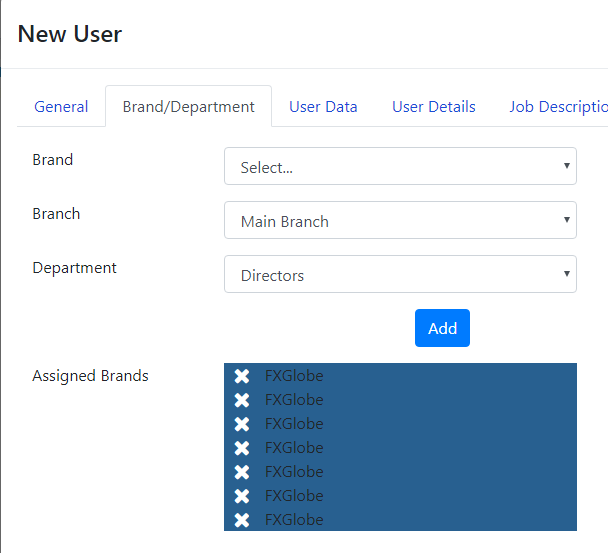 New User
General Brand/Department User Data User Details Job Descriptio
Brand Select...
Branch Main Branch
Department Directors
Add
Assigned Brands FXGlobe
FXGlobe
FXGlobe
FXGlobe
FXGlobe
FXGlobe
FXGlobe